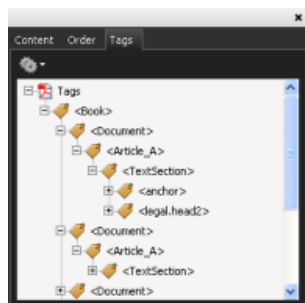 Content Order Tags
Tags
<Book>
<Document>
<Article_A>
<TextSection>
<anchor>
<legal.head2>
<Document>
<Article_A>
<TextSection>
<Document>